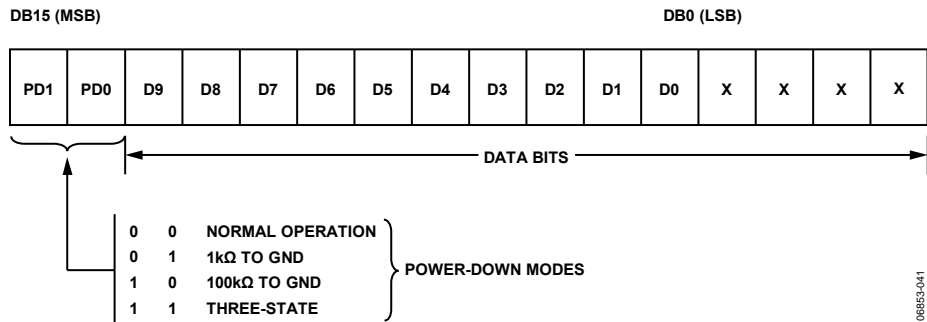 DB15 (MSB) DB0 (LSB)
PD1 PD0 D9 D8 D7 D6 D5 D4 D3 D2 D1 D0 X X X X
DATA BITS
0 0 NORMAL OPERATION
0 1 1kΩ TO GND
POWER-DOWN MODES
1 0 100kΩ TO GND
1 1 THREE-STATE
06853-041